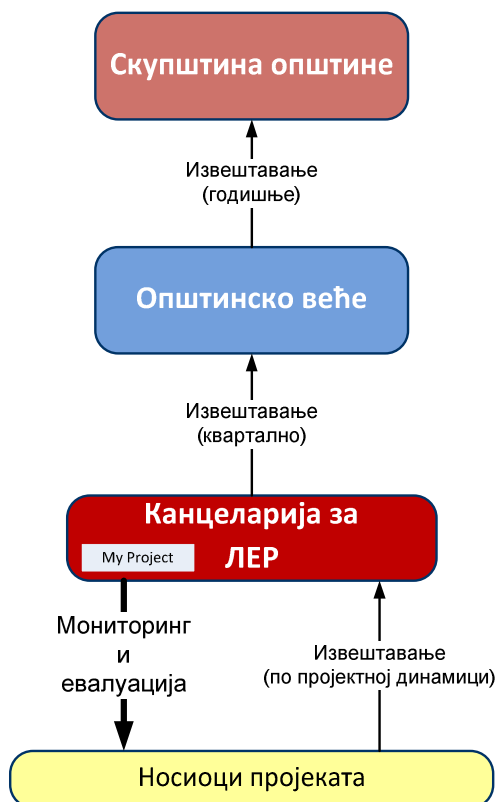 Скупштина општине
Извештавање
(годишње)
Општинско веће
Извештавање
(квартално)
Канцеларија за
ЛЕР
My Project
Мониторинг
и
евалуација
Извештавање
(по пројектној динамици)
Носиоци пројеката